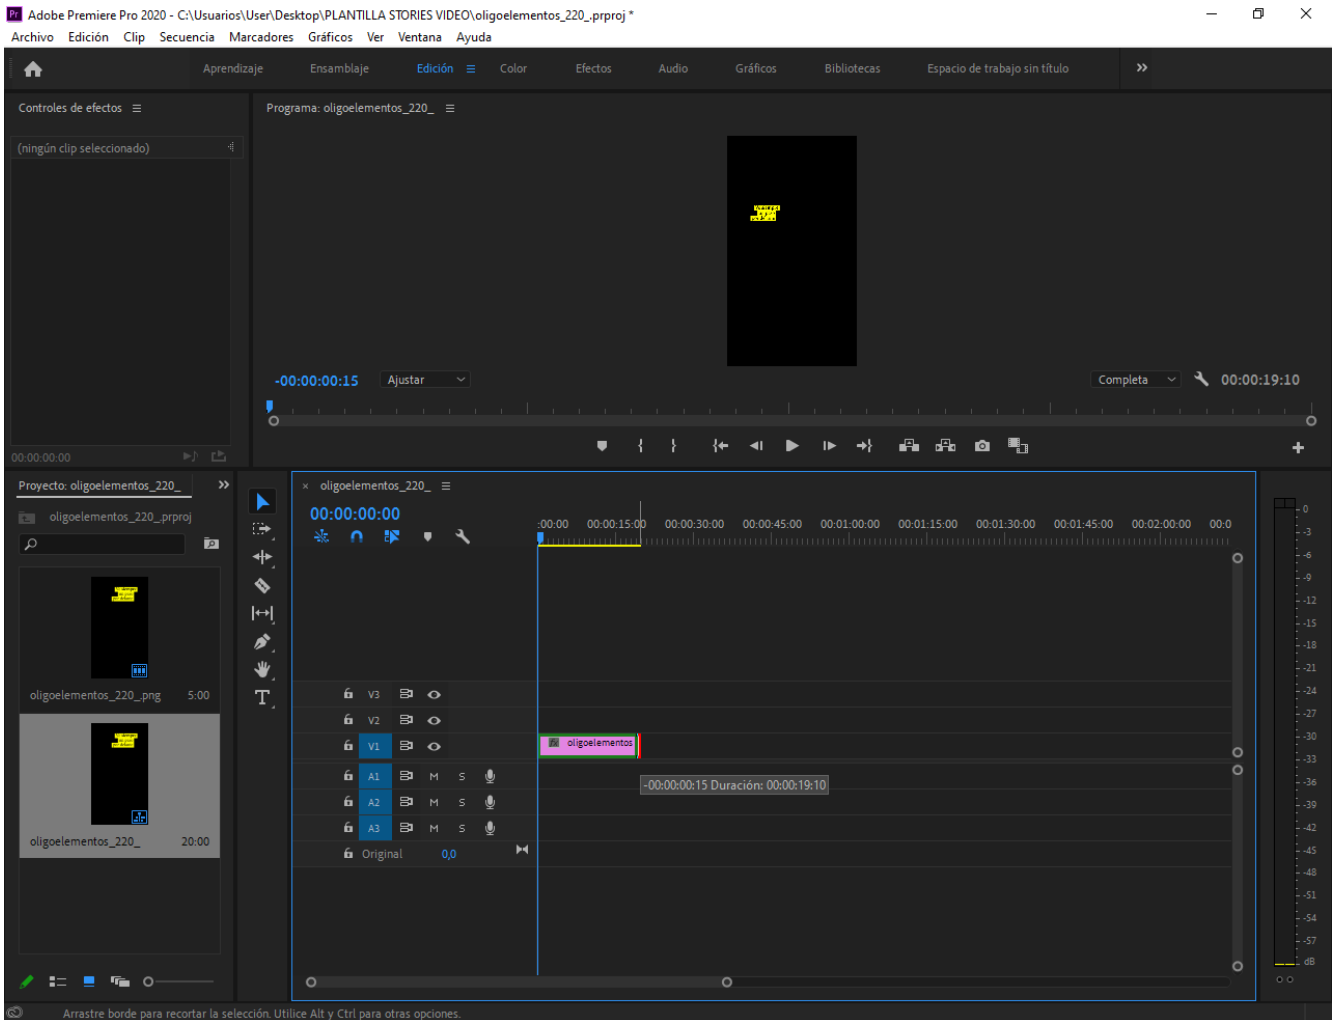 Pr Adobe Premiere Pro 2020 - C:\Usuarios\User\Desktop\PLANTILLA STORIES VIDEO\oligoelementos_220_.prproj *
Archivo Edición Clip Secuencia Marcadores Gráficos Ver Ventana Ayuda
Aprendizaje Ensamblaje Edición Color Efectos Audio Gráficos Bibliotecas Espacio de trabajo sin título
Controles de efectos
Programa: oligoelementos_220_
(ningún clip seleccionado)
-00:00:00:15 Ajustar Completa 00:00:19:10
00:00:00:00
Proyecto: oligoelementos_220_
oligoelementos_220_.prproj
oligoelementos_220_.png 5:00
oligoelementos_220_ 20:00
× oligoelementos_220_
00:00:00:00
:00:00 00:00:15:00 00:00:30:00 00:00:45:00 00:01:00:00 00:01:15:00 00:01:30:00 00:01:45:00 00:02:00:00 00:0
V3
V2
V1 fx oligoelementos
A1 M S
-00:00:00:15 Duración: 00:00:19:10
A2 M S
A3 M S
Original 0,0
T
0
-3
-6
-9
-12
-15
-18
-21
-24
-27
-30
-33
-36
-39
-42
-45
-48
-51
-54
-57
dB
Arrastre borde para recortar la selección. Utilice Alt y Ctrl para otras opciones.